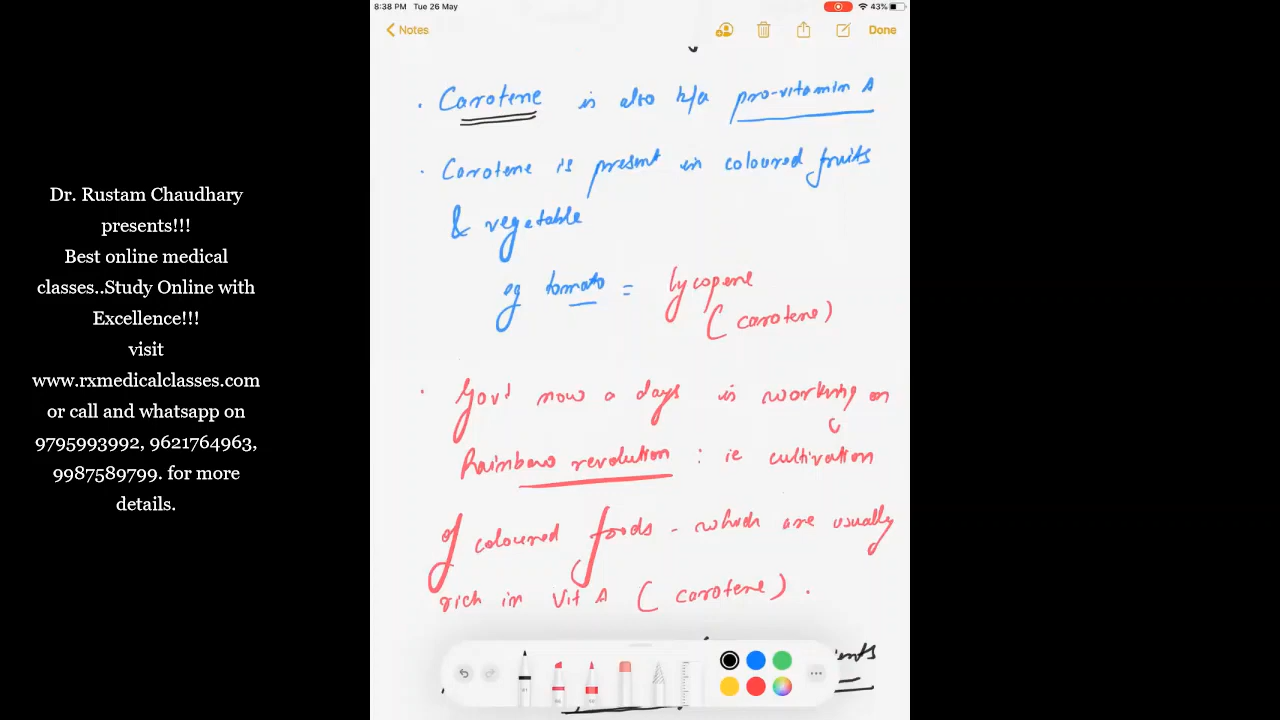 8:38 PM Tue 26 May
43%
Notes
Done
Dr. Rustam Chaudhary
presents!!!
Best online medical
classes..Study Online with
Excellence!!!
visit
www.rxmedicalclasses.com
or call and whatsapp on
9795993992, 9621764963,
9987589799. for more
details.
. Carotene is also k/a pro-vitamin A
. Carotene is present in coloured fruits
& vegetable
eg tomato = lycopene
(carotene)
. Govt now a days is working on
Rainbow revolution : ie cultivation
of coloured foods - which are usually
rich in Vit A (carotene).